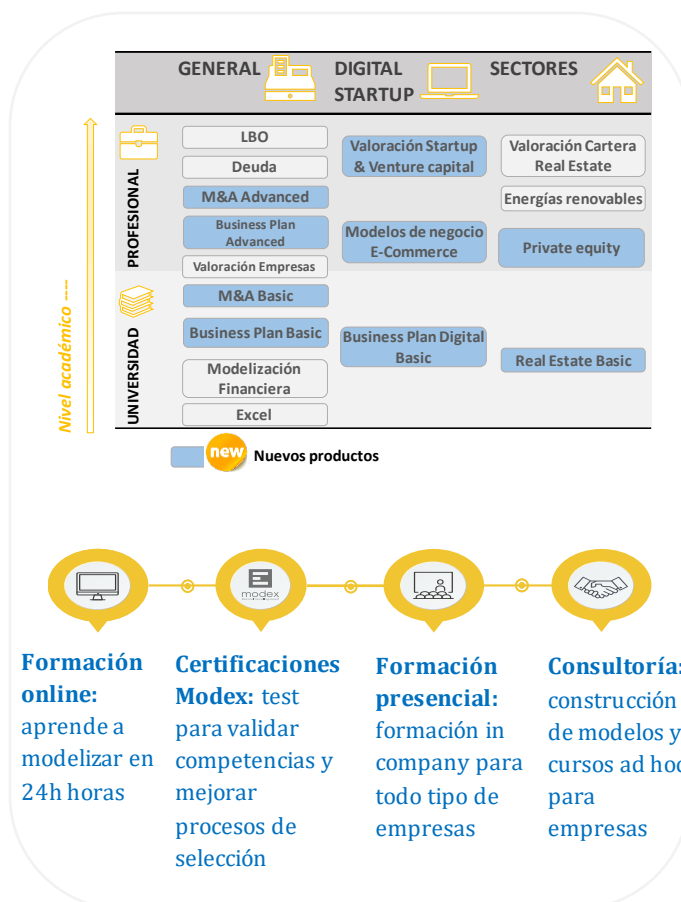 GENERAL
DIGITAL
STARTUP
SECTORES
Nivel académico ----
PROFESIONAL
LBO
Deuda
M&A Advanced
Business Plan
Advanced
Valoración Empresas
Valoración Startup
& Venture capital
Modelos de negocio
E-Commerce
Valoración Cartera
Real Estate
Energías renovables
Private equity
UNIVERSIDAD
M&A Basic
Business Plan Basic
Modelización
Financiera
Excel
Business Plan Digital
Basic
Real Estate Basic
new
Nuevos productos
modex
Formación
online:
aprende a
modelizar en
24h horas
Certificaciones
Modex: test
para validar
competencias y
mejorar
procesos de
selección
Formación
presencial:
formación in
company para
todo tipo de
empresas
Consultoría:
construcción
de modelos y
cursos ad hoc
para
empresas